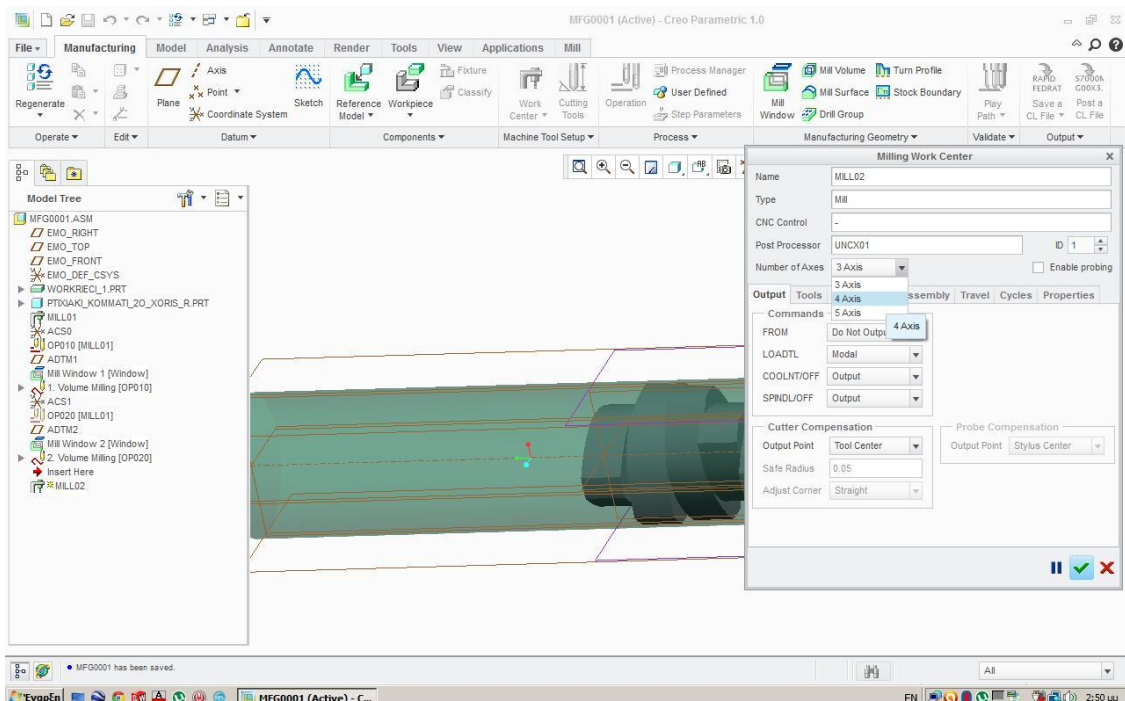 MFG0001 (Active) - Creo Parametric 1.0
File Manufacturing Model Analysis Annotate Render Tools View Applications Mill
Regenerate
Plane
Axis
Point
Coordinate System
Sketch
Reference Model
Workpiece
Fixture
Classify
Work Center
Cutting Tools
Operation
Process Manager
User Defined
Step Parameters
Mill Window
Mill Volume
Mill Surface
Drill Group
Turn Profile
Stock Boundary
Play Path
RAPID
FEDRAT
Save a CL File
G00X3.
Post a CL File
Operate Edit Datum Components Machine Tool Setup Process Manufacturing Geometry Validate Output
Model Tree
MFG0001.ASM
EMO_RIGHT
EMO_TOP
EMO_FRONT
EMO_DEF_CSYS
WORKRIECI_1.PRT
PTIXIAKI_KOMMATI_2O_XORIS_R.PRT
MILL01
ACS0
OP010 [MILL01]
ADTM1
Mill Window 1 [Window]
1. Volume Milling [OP010]
ACS1
OP020 [MILL01]
ADTM2
Mill Window 2 [Window]
2. Volume Milling [OP020]
Insert Here
MILL02
Milling Work Center
Name MILL02
Type Mill
CNC Control -
Post Processor UNCX01 ID 1
Number of Axes 3 Axis Enable probing
3 Axis
4 Axis
5 Axis
4 Axis
Output Tools Travel Cycles Properties
Commands
FROM Do Not Outpu
LOADTL Modal
COOLNT/OFF Output
SPINDL/OFF Output
Cutter Compensation
Output Point Tool Center
Safe Radius 0.05
Adjust Corner Straight
Probe Compensation
Output Point Stylus Center
MFG0001 has been saved.
All
MFG0001 (Active) - C...
EN
2:50 μμ